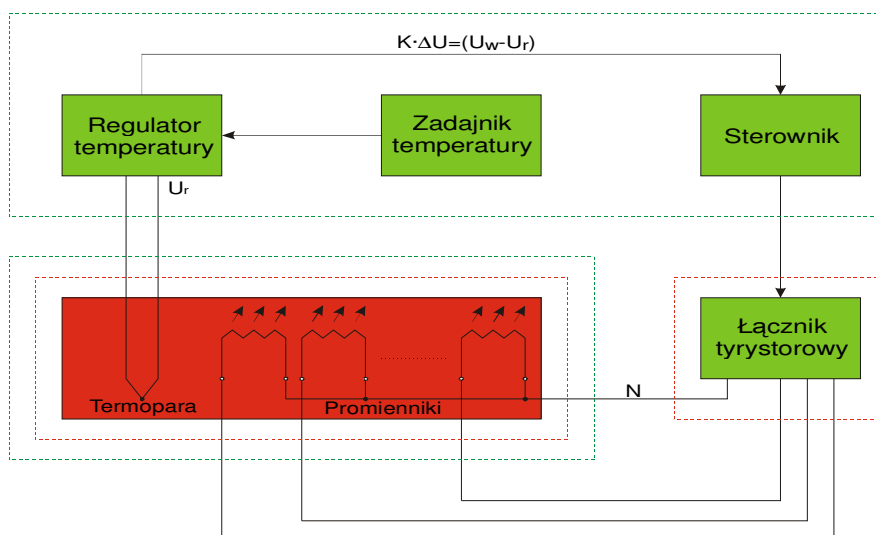 K·ΔU=(Uw-Ur)
Regulator
temperatury
Zadajnik
temperatury
Sterownik
Ur
Łącznik
tyrystorowy
Termopara
Promienniki
N